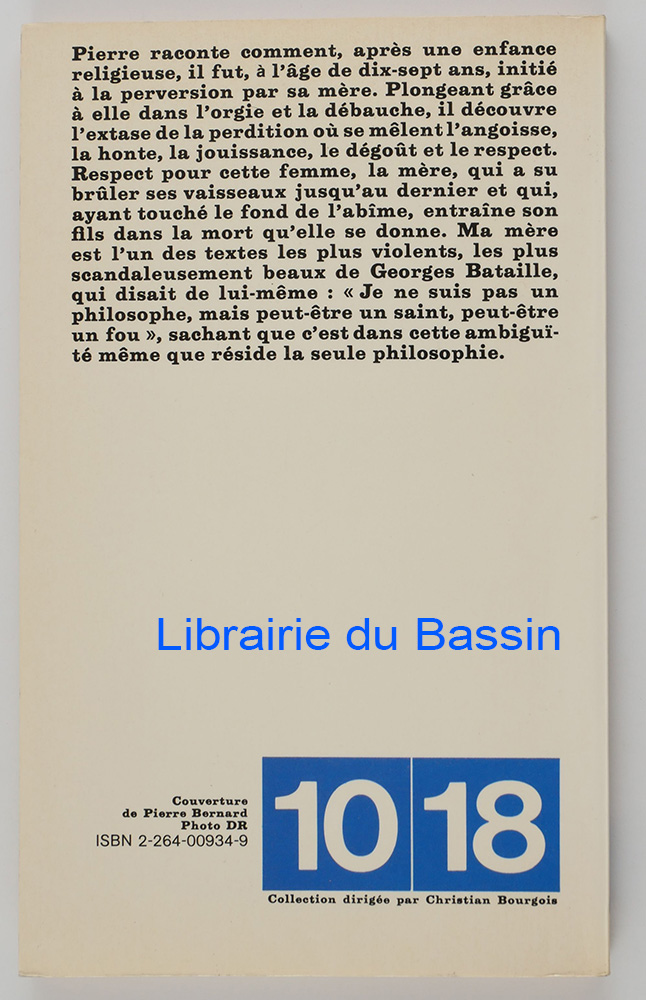 Pierre raconte comment, après une enfance
religieuse, il fut, à l'âge de dix-sept ans, initié
à la perversion par sa mère. Plongeant grâce
à elle dans l'orgie et la débauche, il découvre
l'extase de la perdition où se mêlent l'angoisse,
la honte, la jouissance, le dégoût et le respect.
Respect pour cette femme, la mère, qui a su
brûler ses vaisseaux jusqu'au dernier et qui,
ayant touché le fond de l'abîme, entraîne son
fils dans la mort qu'elle se donne. Ma mère
est l'un des textes les plus violents, les plus
scandaleusement beaux de Georges Bataille,
qui disait de lui-même : « Je ne suis pas un
philosophe, mais peut-être un saint, peut-être
un fou », sachant que c'est dans cette ambiguï-
té même que réside la seule philosophie.
Librairie du Bassin
Couverture
de Pierre Bernard
Photo DR
ISBN 2-264-00934-9
10 18
Collection dirigée par Christian Bourgois